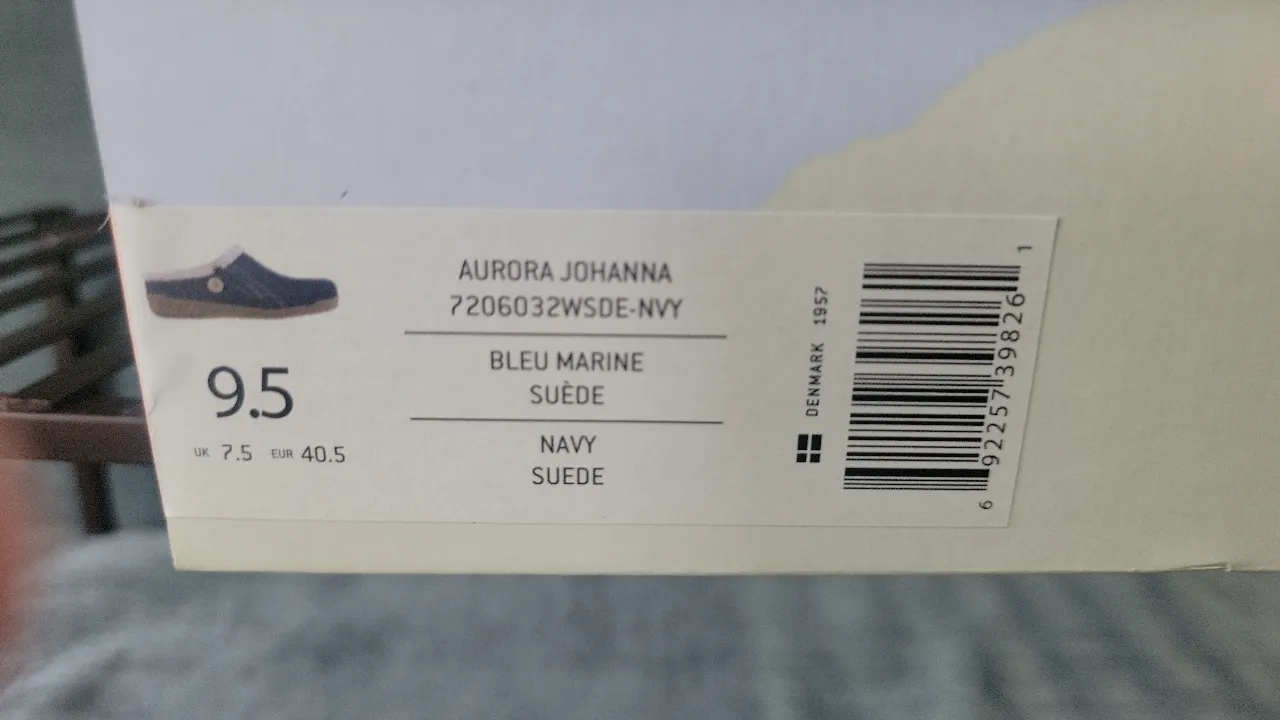 AURORA JOHANNA
7206032WSDE-NVY
BLEU MARINE
SUÈDE
NAVY
SUEDE
9.5
UK 7.5 EUR 40.5
DENMARK 1957
6 92257 39826 1